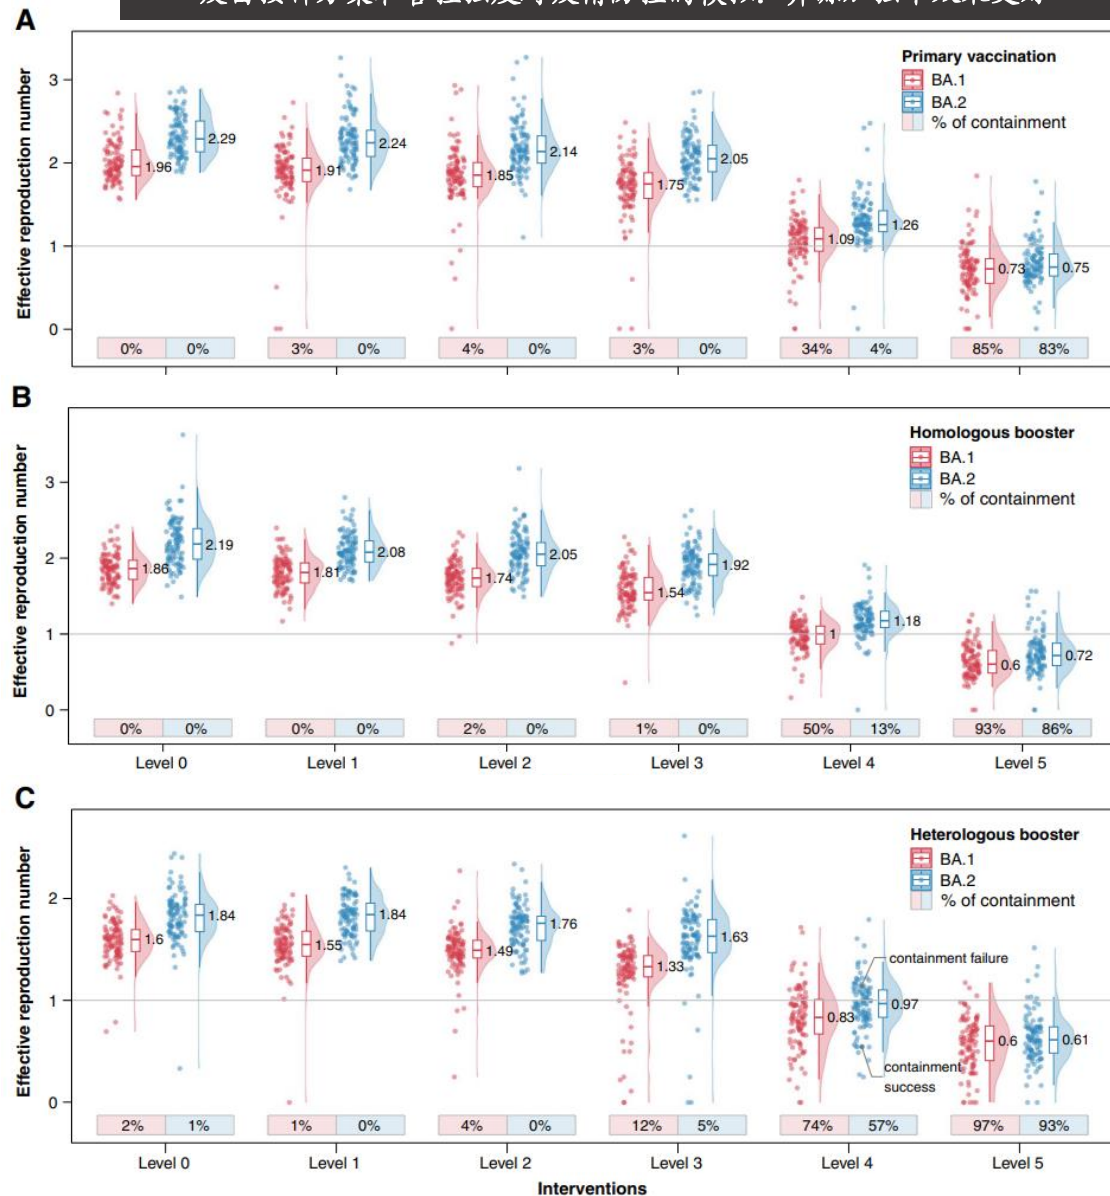 A
Primary vaccination
BA.1
BA.2
% of containment
Effective reproduction number
3
2
1
0
1.96
2.29
1.91
2.24
1.85
2.14
1.75
2.05
1.09
1.26
0.73
0.75
0% 0% 3% 0% 4% 0% 3% 0% 34% 4% 85% 83%
B
Homologous booster
BA.1
BA.2
% of containment
Effective reproduction number
3
2
1
0
1.86
2.19
1.81
2.08
1.74
2.05
1.54
1.92
1
1.18
0.6
0.72
0% 0% 0% 0% 2% 0% 1% 0% 50% 13% 93% 86%
Level 0 Level 1 Level 2 Level 3 Level 4 Level 5
C
Heterologous booster
BA.1
BA.2
% of containment
Effective reproduction number
2
1
0
1.6
1.84
1.55
1.84
1.49
1.76
1.33
1.63
0.83
0.97
0.6
0.61
containment failure
containment
success
2% 1% 1% 0% 4% 0% 12% 5% 74% 57% 97% 93%
Level 0 Level 1 Level 2 Level 3 Level 4 Level 5
Interventions